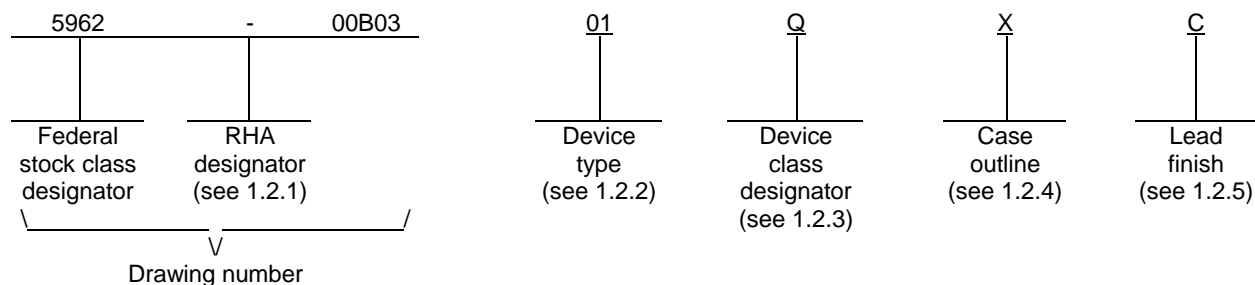 5962 - 00B03 01 Q X C
Federal stock class designator
RHA designator (see 1.2.1)
Device type (see 1.2.2)
Device class designator (see 1.2.3)
Case outline (see 1.2.4)
Lead finish (see 1.2.5)
\ / 
\/
Drawing number